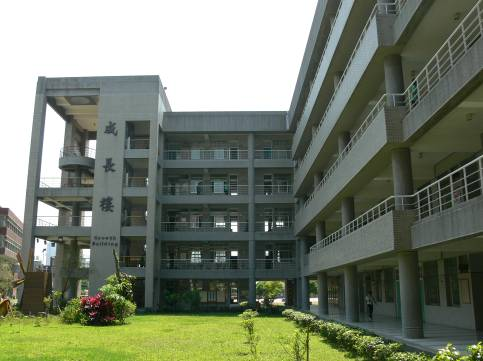 成長樓
Growth
Building